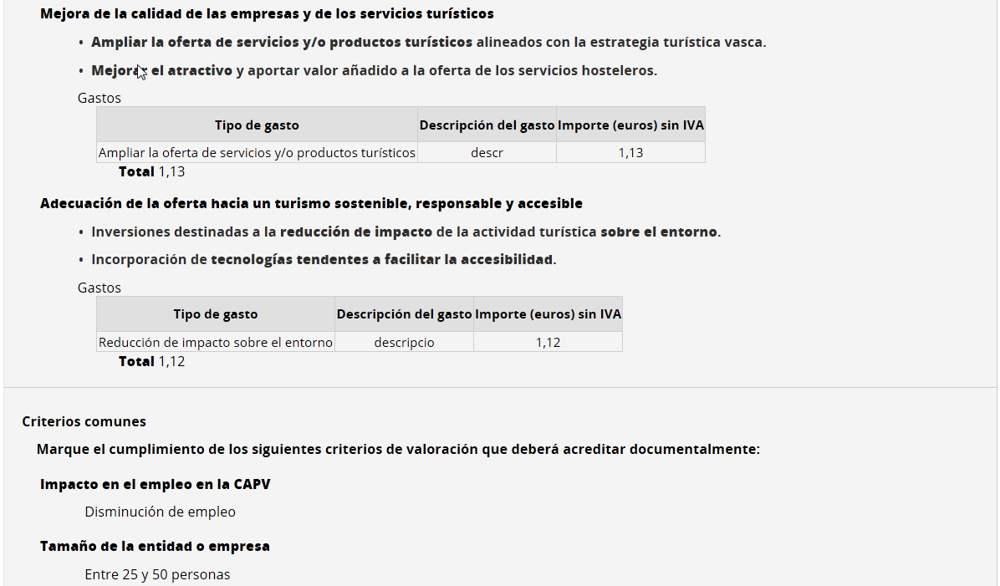 Mejora de la calidad de las empresas y de los servicios turísticos
• Ampliar la oferta de servicios y/o productos turísticos alineados con la estrategia turística vasca.
• Mejorar el atractivo y aportar valor añadido a la oferta de los servicios hosteleros.
Gastos
Tipo de gasto Descripción del gasto Importe (euros) sin IVA
Ampliar la oferta de servicios y/o productos turísticos descr 1,13
Total 1,13
Adecuación de la oferta hacia un turismo sostenible, responsable y accesible
• Inversiones destinadas a la reducción de impacto de la actividad turística sobre el entorno.
• Incorporación de tecnologías tendentes a facilitar la accesibilidad.
Gastos
Tipo de gasto Descripción del gasto Importe (euros) sin IVA
Reducción de impacto sobre el entorno descripcio 1,12
Total 1,12
Criterios comunes
Marque el cumplimiento de los siguientes criterios de valoración que deberá acreditar documentalmente:
Impacto en el empleo en la CAPV
Disminución de empleo
Tamaño de la entidad o empresa
Entre 25 y 50 personas